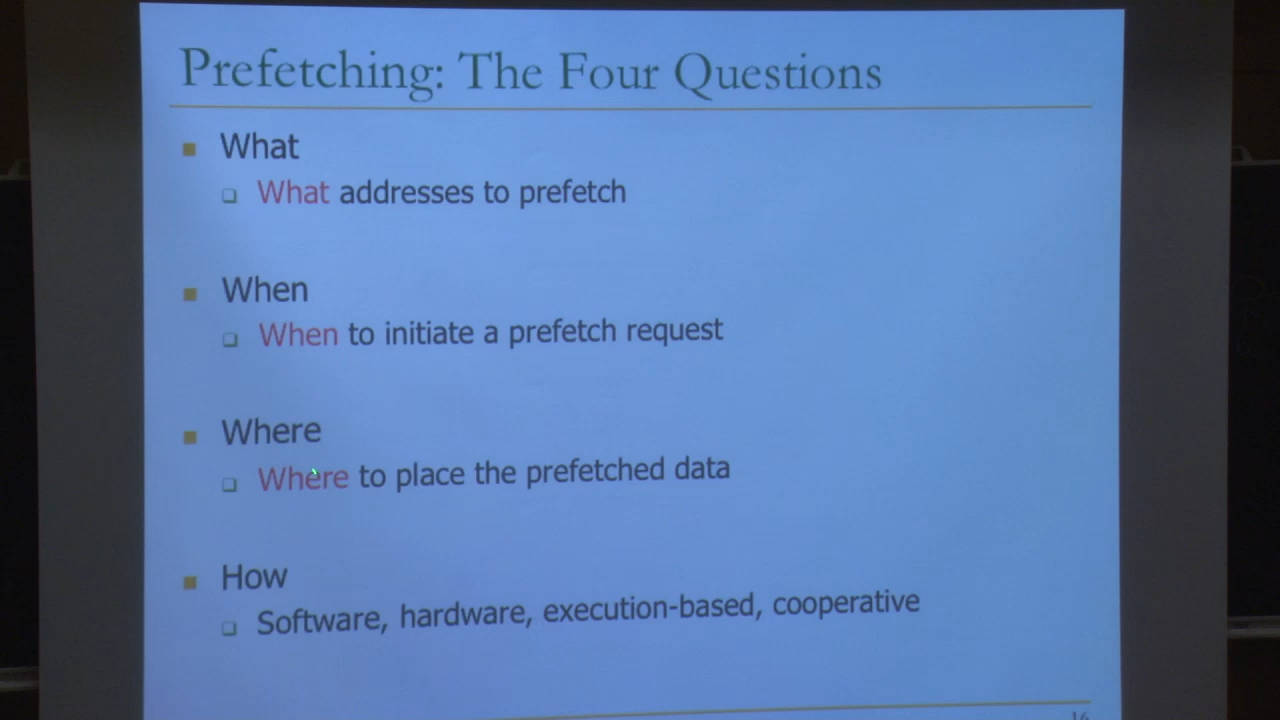 Prefetching: The Four Questions
What
What addresses to prefetch
When
When to initiate a prefetch request
Where
Where to place the prefetched data
How
Software, hardware, execution-based, cooperative